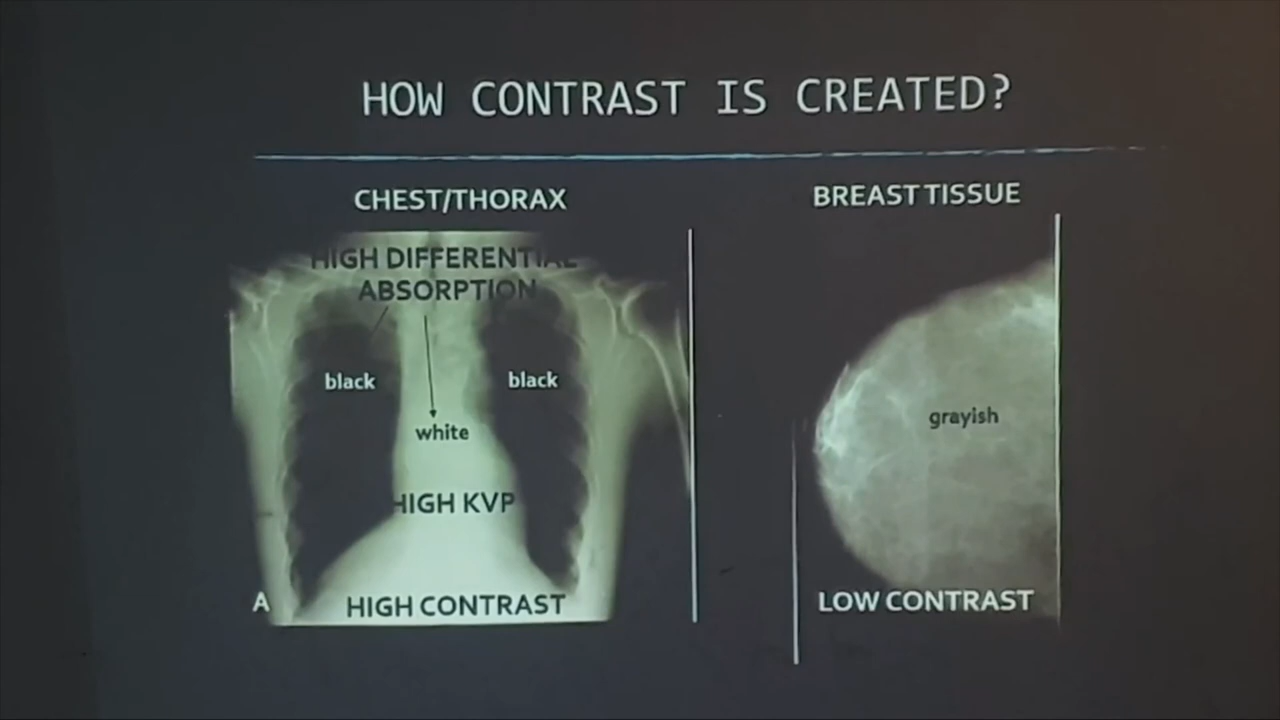 HOW CONTRAST IS CREATED?
CHEST/THORAX
HIGH DIFFERENTIAL
ABSORPTION
black
black
white
HIGH KVP
A
HIGH CONTRAST
BREAST TISSUE
grayish
LOW CONTRAST